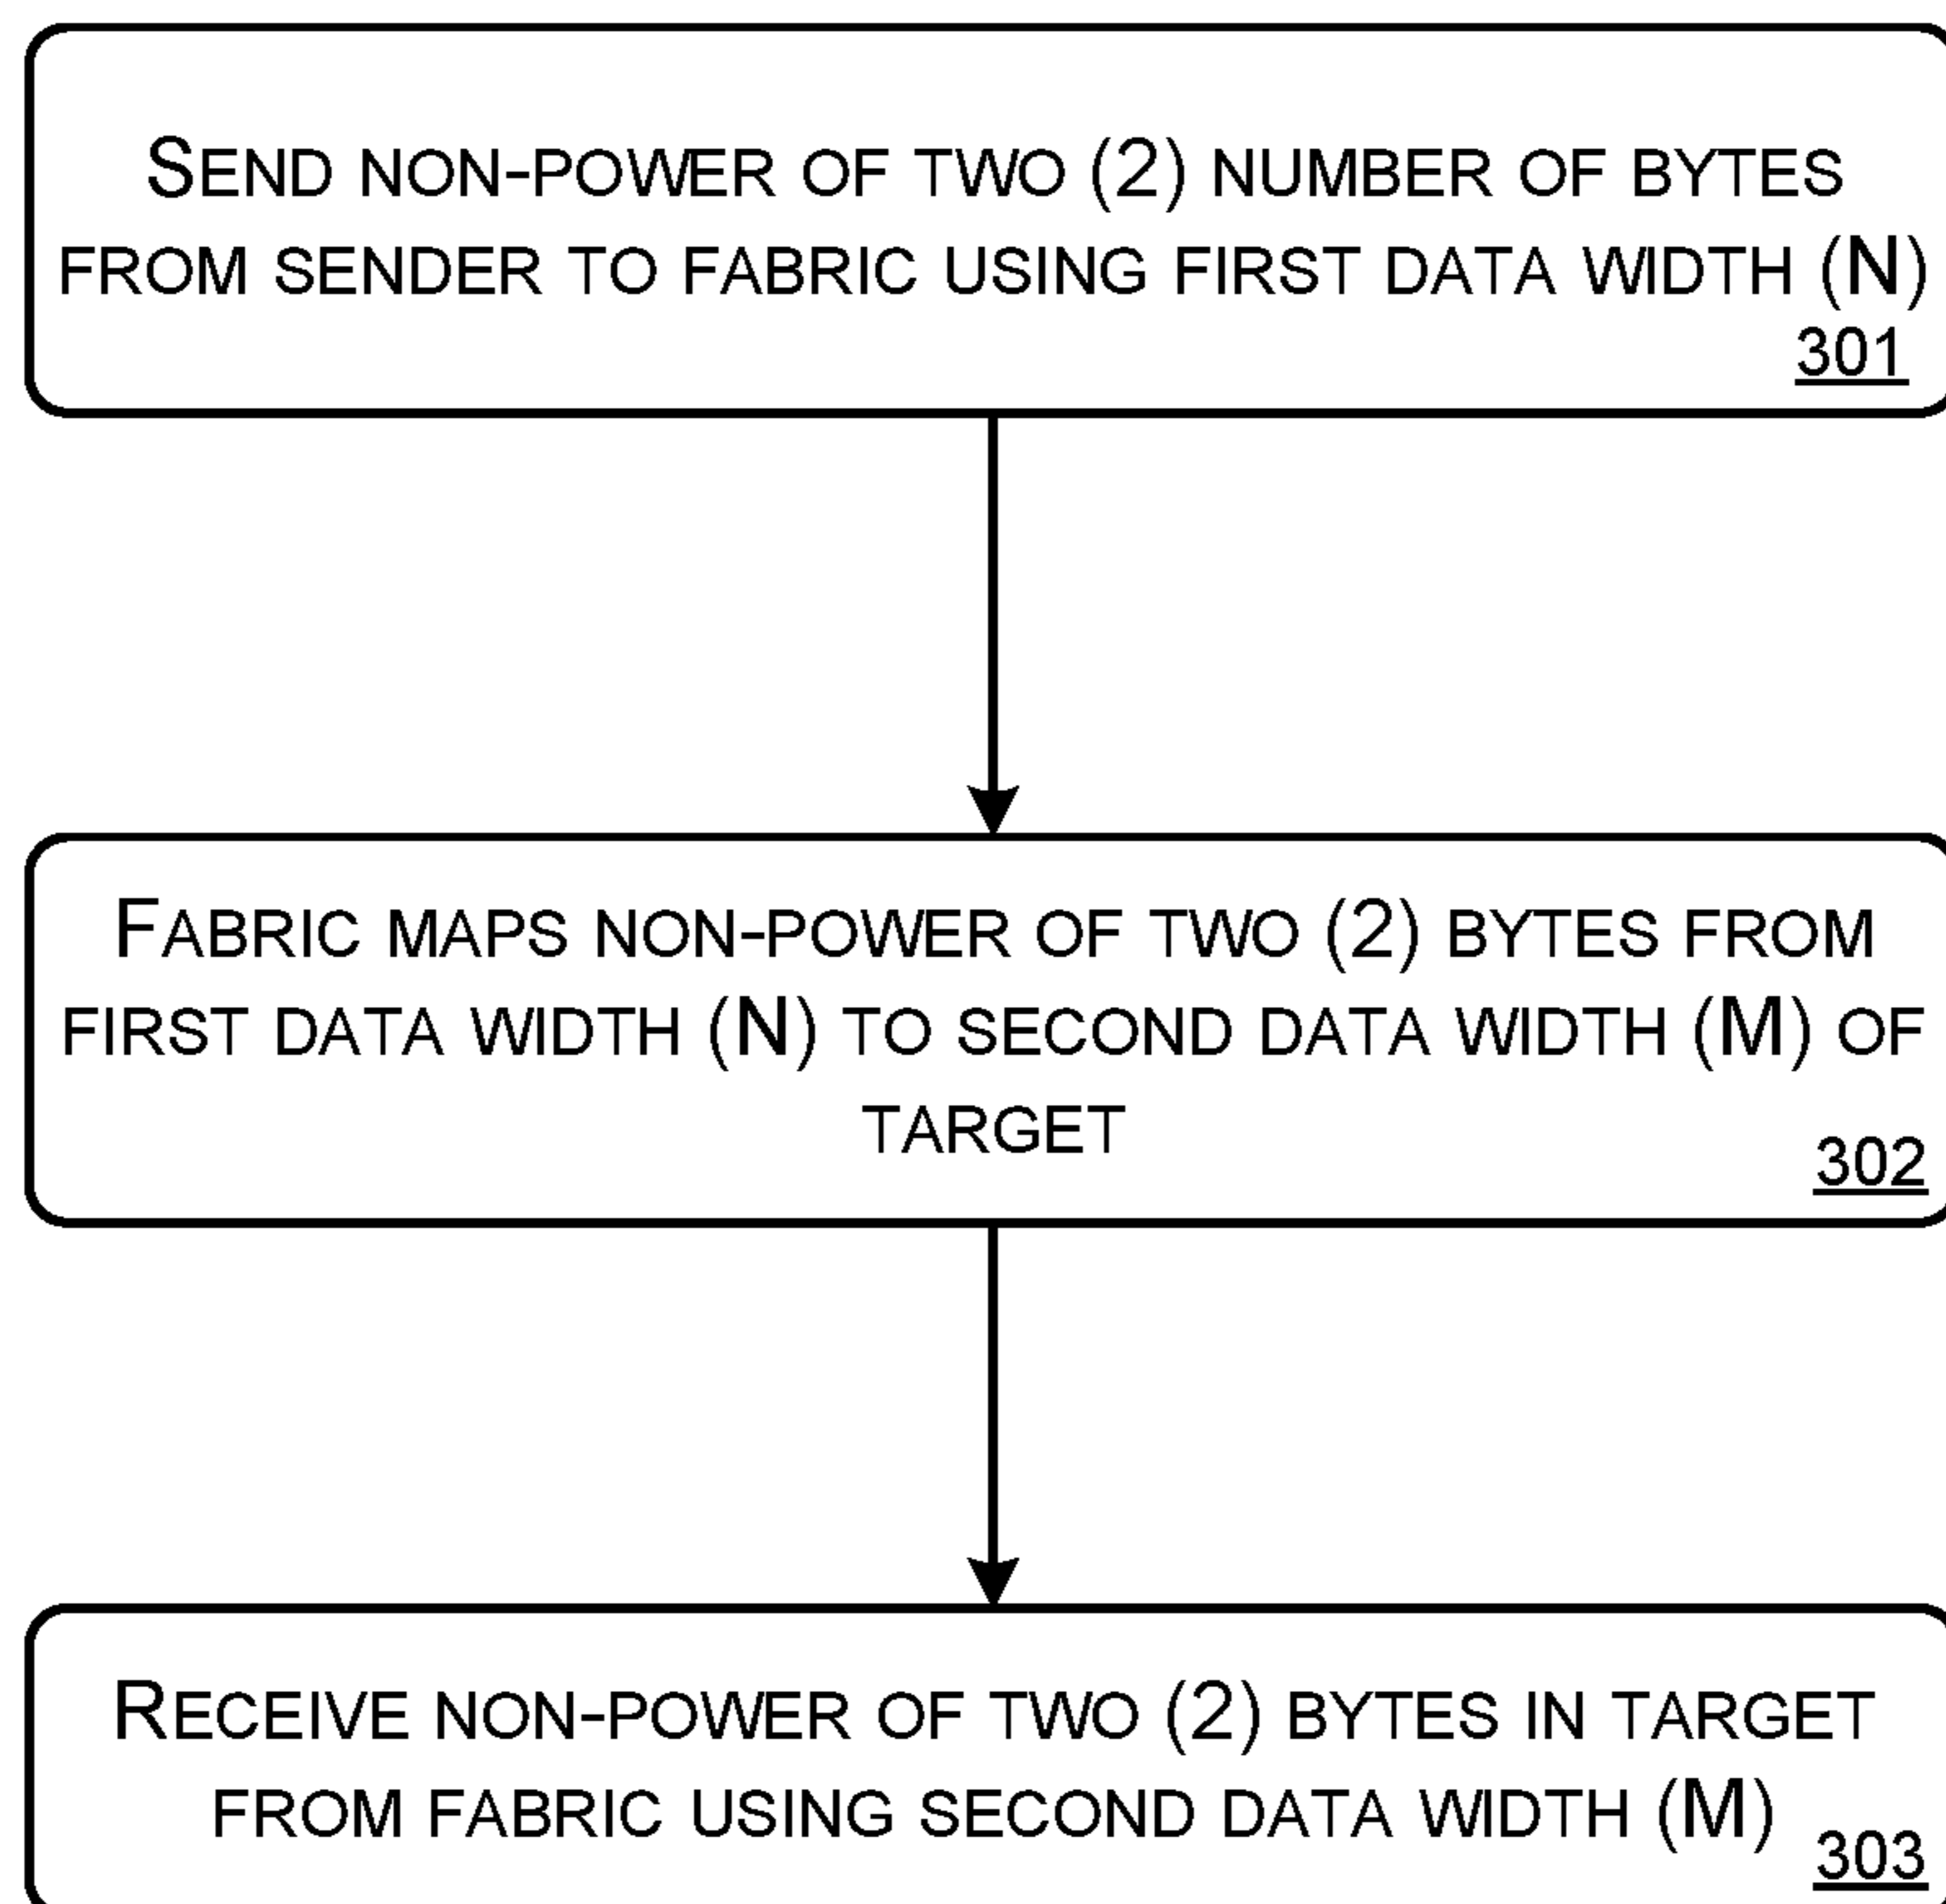 SEND NON-POWER OF TWO (2) NUMBER OF BYTES
FROM SENDER TO FABRIC USING FIRST DATA WIDTH (N)
301
FABRIC MAPS NON-POWER OF TWO (2) BYTES FROM
FIRST DATA WIDTH (N) TO SECOND DATA WIDTH (M) OF
TARGET
302
RECEIVE NON-POWER OF TWO (2) BYTES IN TARGET
FROM FABRIC USING SECOND DATA WIDTH (M)
303